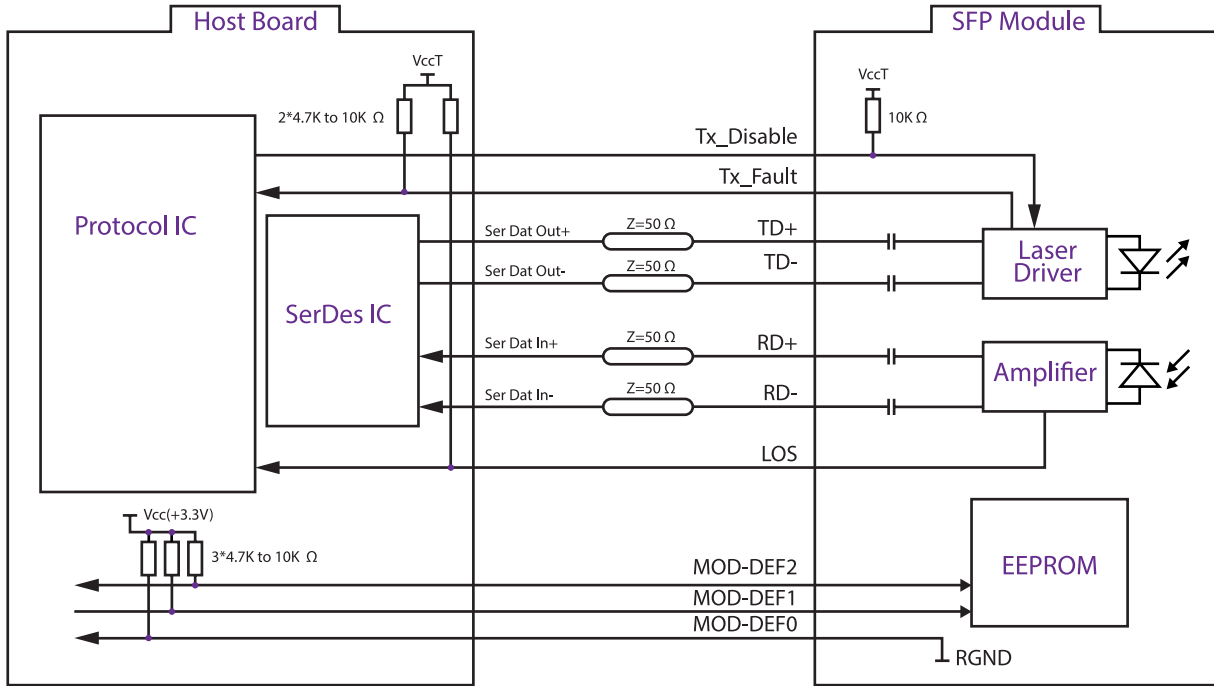 Host Board
SFP Module
VccT
VccT
2*4.7K to 10K Ω
10K Ω
Tx_Disable
Tx_Fault
Protocol IC
Ser Dat Out+
Z=50 Ω
TD+
Laser
Driver
Ser Dat Out-
Z=50 Ω
TD-
SerDes IC
Ser Dat In+
Z=50 Ω
RD+
Amplifier
Ser Dat In-
Z=50 Ω
RD-
LOS
Vcc(+3.3V)
3*4.7K to 10K Ω
EEPROM
MOD-DEF2
MOD-DEF1
MOD-DEF0
RGND